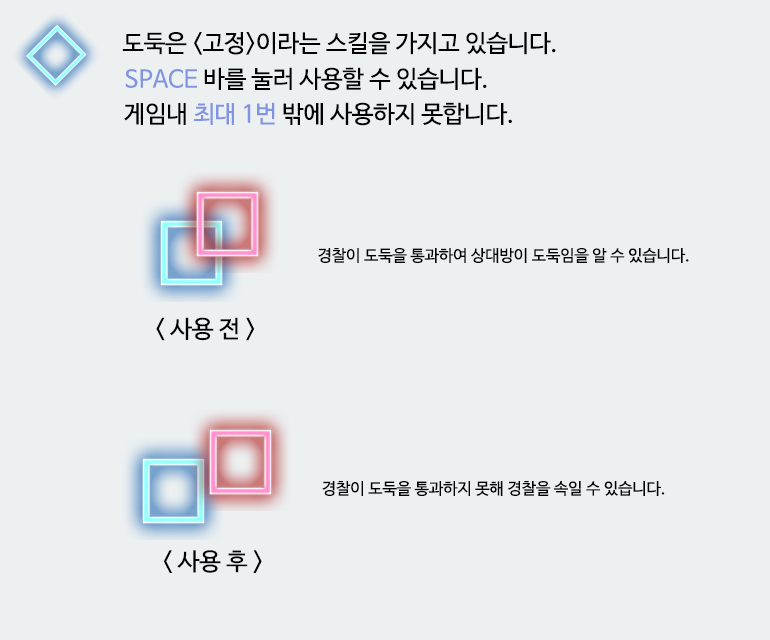 도둑은 <고정>이라는 스킬을 가지고 있습니다.
SPACE 바를 눌러 사용할 수 있습니다.
게임내 최대 1번 밖에 사용하지 못합니다.
경찰이 도둑을 통과하여 상대방이 도둑임을 알 수 있습니다.
< 사용 전 >
경찰이 도둑을 통과하지 못해 경찰을 속일 수 있습니다.
< 사용 후 >